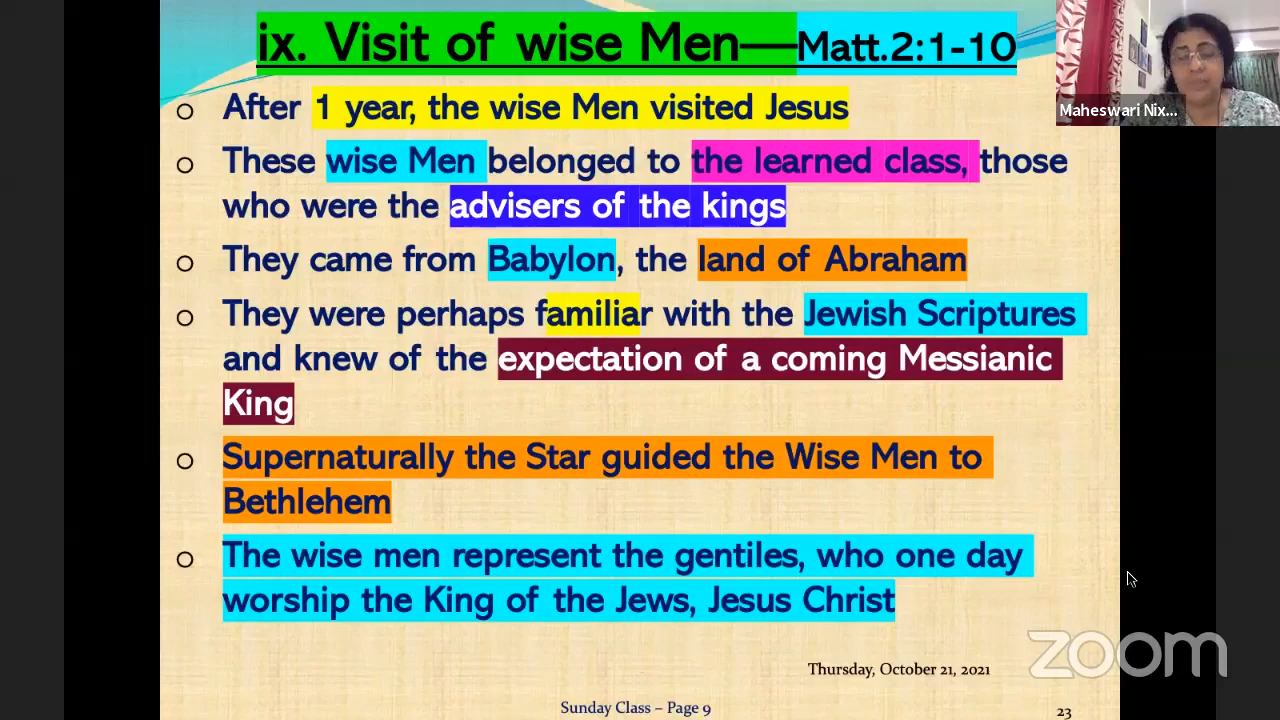 ix. Visit of wise Men—Matt.2:1-10
Maheswari Nix...
o After 1 year, the wise Men visited Jesus
o These wise Men belonged to the learned class, those
who were the advisers of the kings
o They came from Babylon, the land of Abraham
o They were perhaps familiar with the Jewish Scriptures
and knew of the expectation of a coming Messianic
King
o Supernaturally the Star guided the Wise Men to
Bethlehem
o The wise men represent the gentiles, who one day
worship the King of the Jews, Jesus Christ
zoom
Thursday, October 21, 2021
Sunday Class – Page 9
23